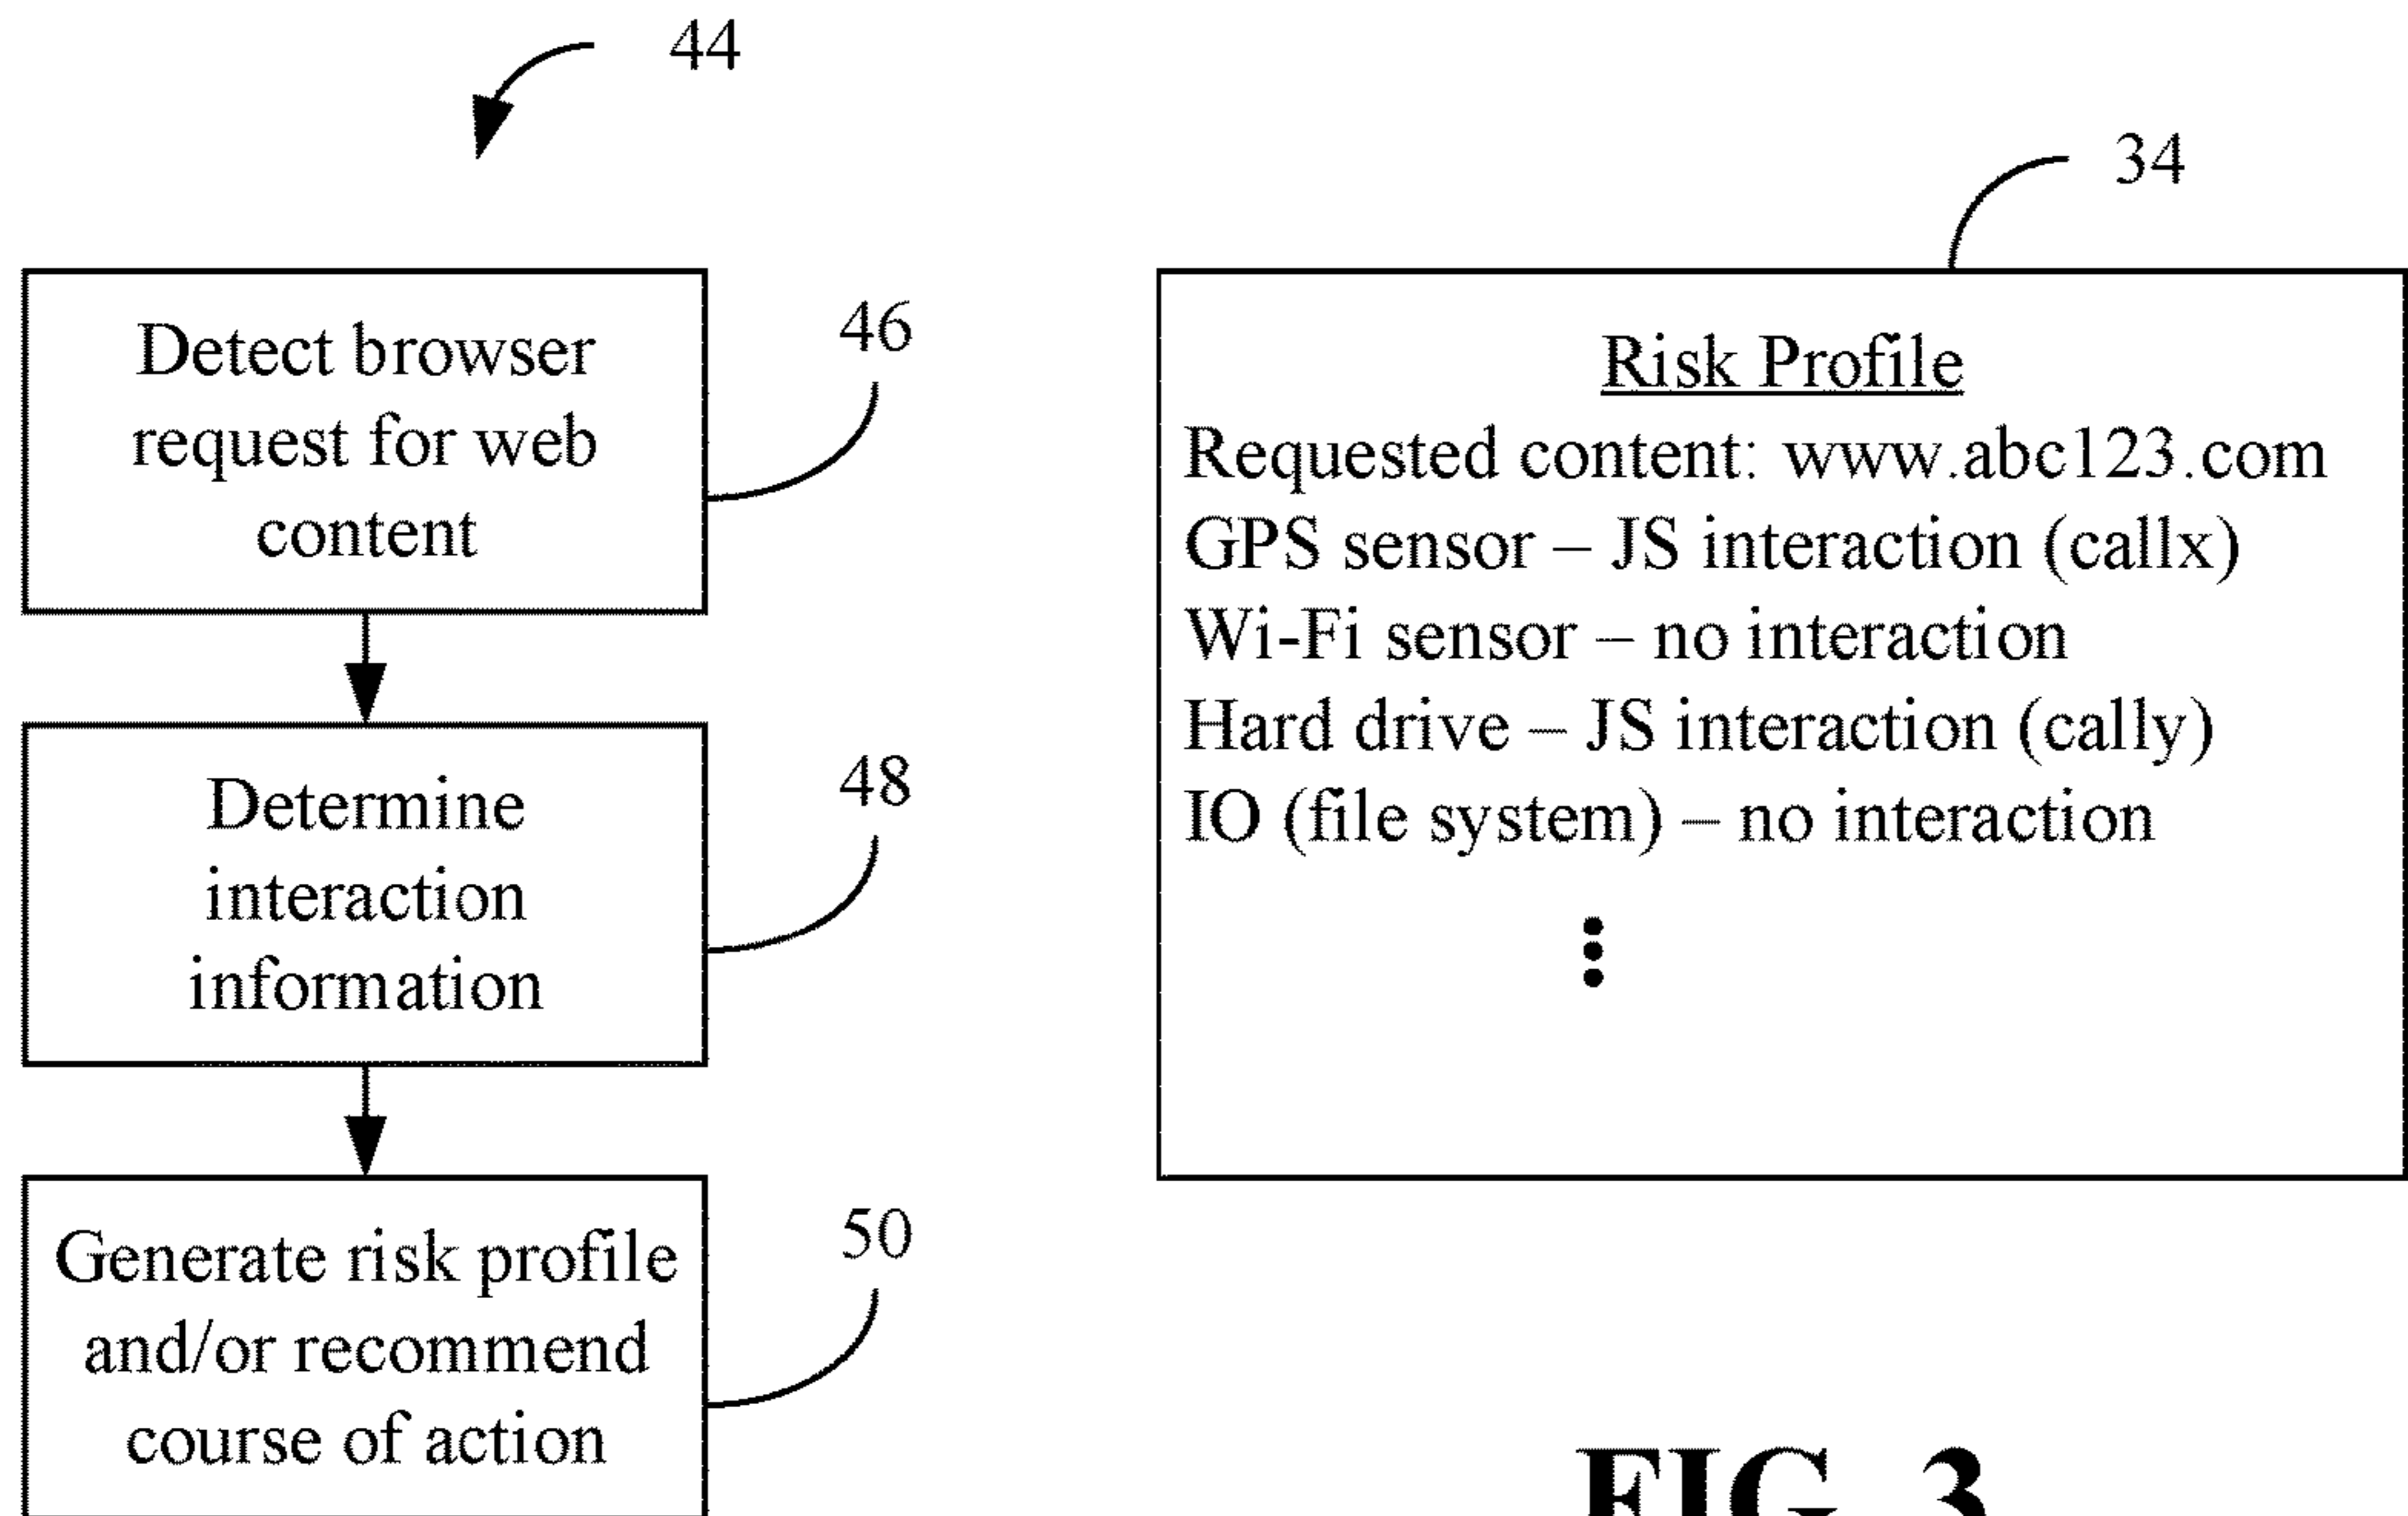 44
Detect browser
request for web
content
46
Determine
interaction
information
48
Generate risk profile
and/or recommend
course of action
50
34
Risk Profile
Requested content: www.abc123.com
GPS sensor – JS interaction (callx)
Wi-Fi sensor – no interaction
Hard drive – JS interaction (cally)
IO (file system) – no interaction
FIG. 3